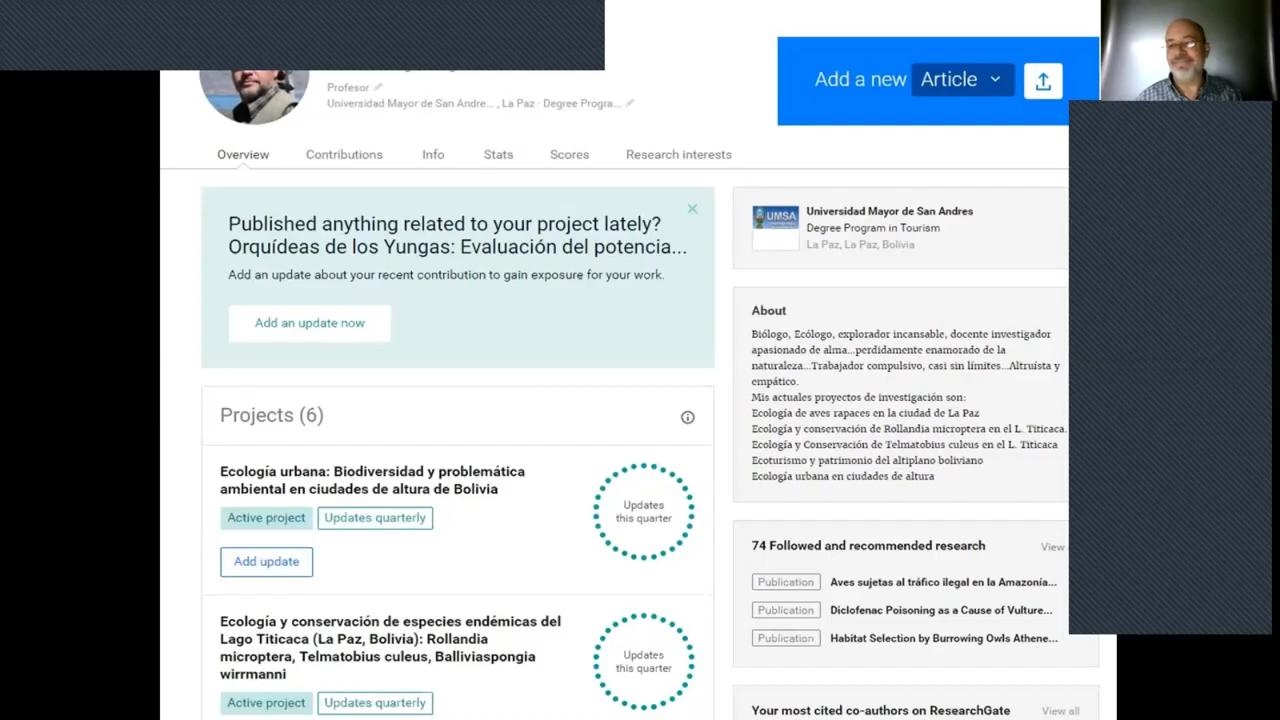 Profesor
Universidad Mayor de San Andre... , La Paz · Degree Progra...
Add a new Article
Overview Contributions Info Stats Scores Research interests
Published anything related to your project lately?
Orquídeas de los Yungas: Evaluación del potencia...
Add an update about your recent contribution to gain exposure for your work.
Add an update now
Projects (6)
Ecología urbana: Biodiversidad y problemática
ambiental en ciudades de altura de Bolivia
Active project Updates quarterly
Updates
this quarter
Add update
Ecología y conservación de especies endémicas del
Lago Titicaca (La Paz, Bolivia): Rollandia
microptera, Telmatobius culeus, Balliviaspongia
wirrmanni
Active project Updates quarterly
Updates
this quarter
UMSA
Universidad Mayor de San Andres
Degree Program in Tourism
La Paz, La Paz, Bolivia
About
Biólogo, Ecólogo, explorador incansable, docente investigador
apasionado de alma...perdidamente enamorado de la
naturaleza...Trabajador compulsivo, casi sin límites...Altruísta y
empático.
Mis actuales proyectos de investigación son:
Ecología de aves rapaces en la ciudad de La Paz
Ecología y conservación de Rollandia microptera en el L. Titicaca.
Ecología y Conservación de Telmatobius culeus en el L. Titicaca
Ecoturismo y patrimonio del altiplano boliviano
Ecología urbana en ciudades de altura
74 Followed and recommended research View
Publication Aves sujetas al tráfico ilegal en la Amazonía...
Publication Diclofenac Poisoning as a Cause of Vulture...
Publication Habitat Selection by Burrowing Owls Athene...
Your most cited co-authors on ResearchGate View all